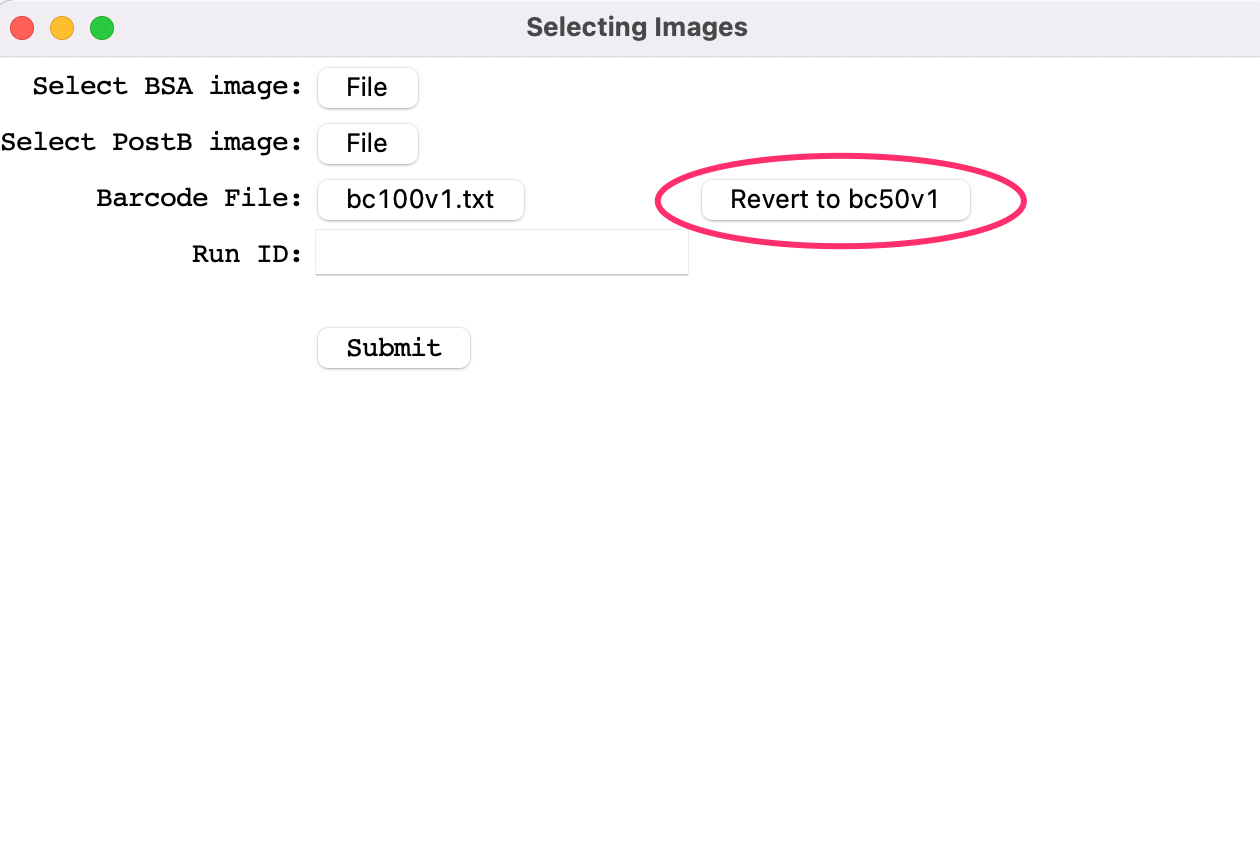 Selecting Images
Select BSA image: File
Select PostB image: File
Barcode File: bc100v1.txt Revert to bc50v1
Run ID:
Submit